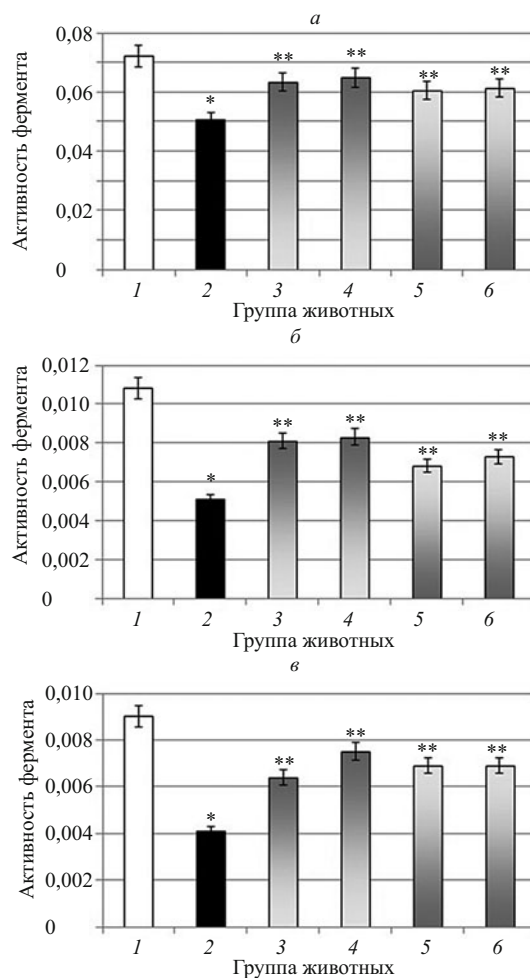 а
Активность фермента
0,08
0,06
0,04
0,02
0
*
**
**
**
**
1 2 3 4 5 6
Группа животных
б
Активность фермента
0,012
0,010
0,008
0,006
0,004
0,002
0
*
**
**
**
**
1 2 3 4 5 6
Группа животных
в
Активность фермента
0,010
0,008
0,006
0,004
0,002
0
*
**
**
**
**
1 2 3 4 5 6
Группа животных